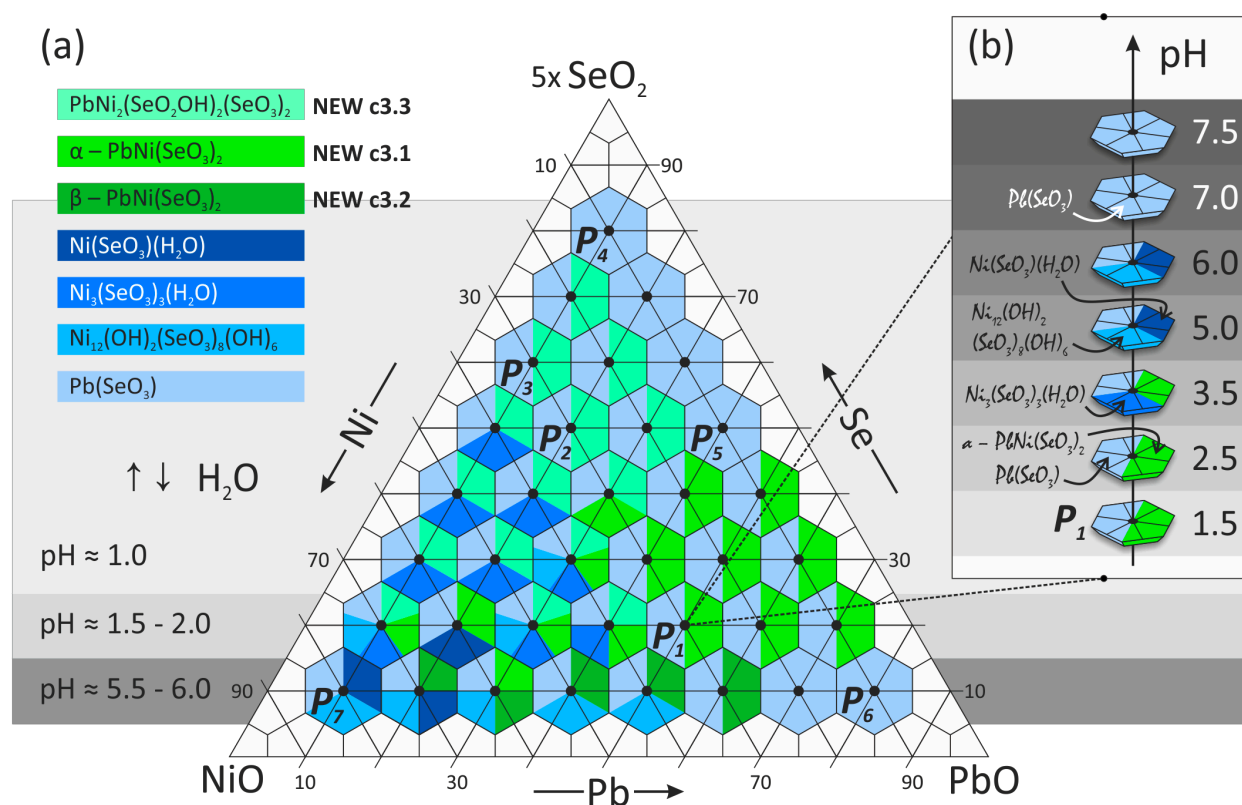 (a)
5x SeO₂
PbNi₂(SeO₂OH)₂(SeO₃)₂ NEW c3.3
α – PbNi(SeO₃)₂ NEW c3.1
β – PbNi(SeO₃)₂ NEW c3.2
Ni(SeO₃)(H₂O)
Ni₃(SeO₃)₃(H₂O)
Ni₁₂(OH)₂(SeO₃)₈(OH)₆
Pb(SeO₃)
↑↓ H₂O
pH ≈ 1.0
pH ≈ 1.5 - 2.0
pH ≈ 5.5 - 6.0
10 90
P₄
30 70
P₃
Ni Se
P₂ P₅
70 30
P₁
90 10
P₇ P₆
NiO PbO
10 30 Pb 70 90
(b)
pH
7.5
7.0
Pb(SeO₃)
6.0
Ni(SeO₃)(H₂O)
5.0
Ni₁₂(OH)₂
(SeO₃)₈(OH)₆
3.5
Ni₃(SeO₃)₃(H₂O)
α – PbNi(SeO₃)₂
2.5
Pb(SeO₃)
P₁ 1.5